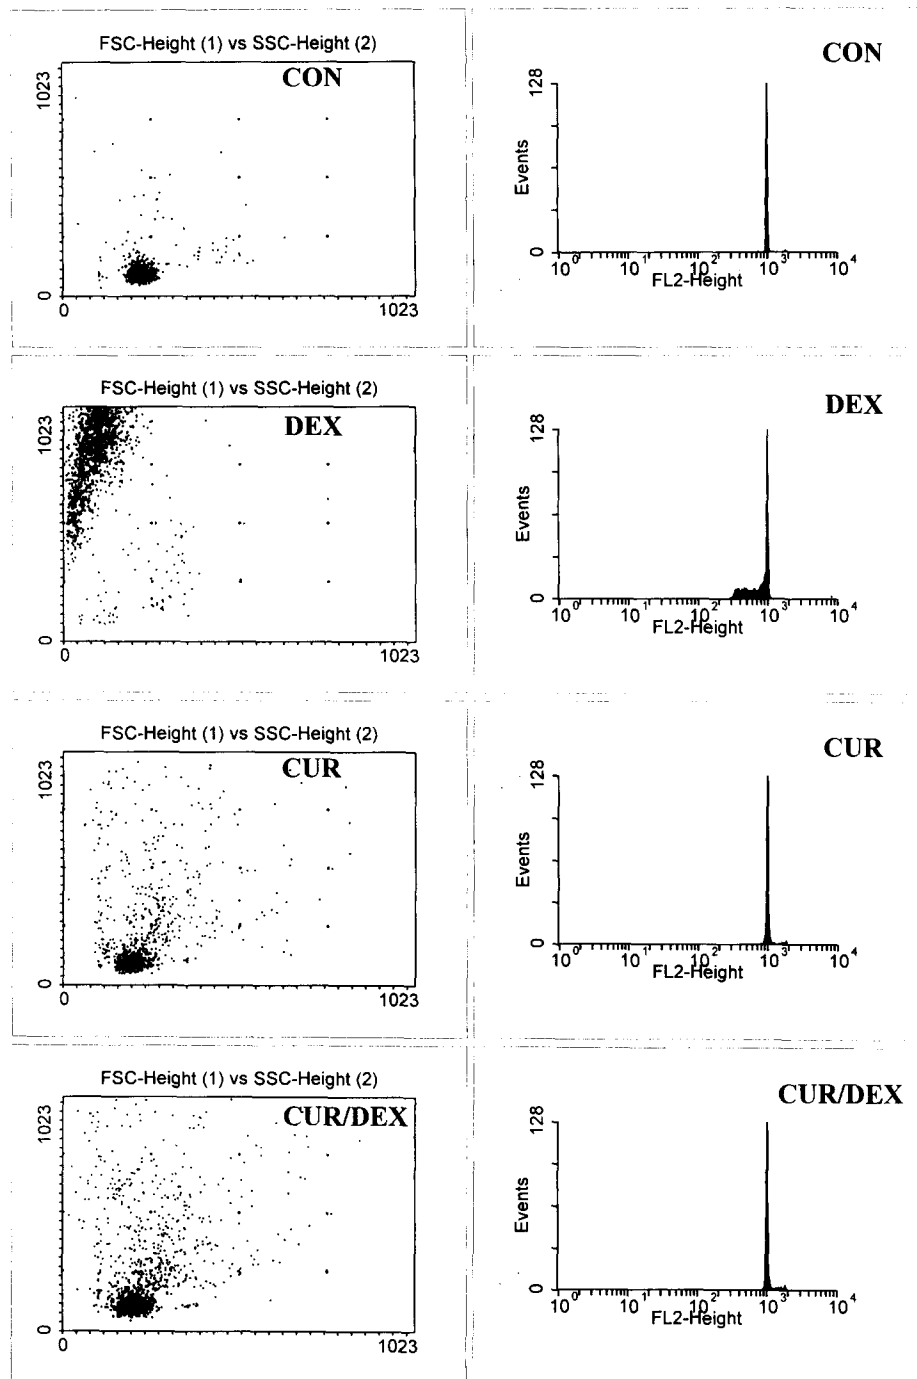 FSC-Height (1) vs SSC-Height (2)
CON
1023
0
0
1023
CON
128
Events
0
10^0 10^1 10^2 10^3 10^4
FL2-Height
FSC-Height (1) vs SSC-Height (2)
DEX
1023
0
0
1023
DEX
128
Events
0
10^0 10^1 10^2 10^3 10^4
FL2-Height
FSC-Height (1) vs SSC-Height (2)
CUR
1023
0
0
1023
CUR
128
Events
0
10^0 10^1 10^2 10^3 10^4
FL2-Height
FSC-Height (1) vs SSC-Height (2)
CUR/DEX
1023
0
0
1023
CUR/DEX
128
Events
0
10^0 10^1 10^2 10^3 10^4
FL2-Height